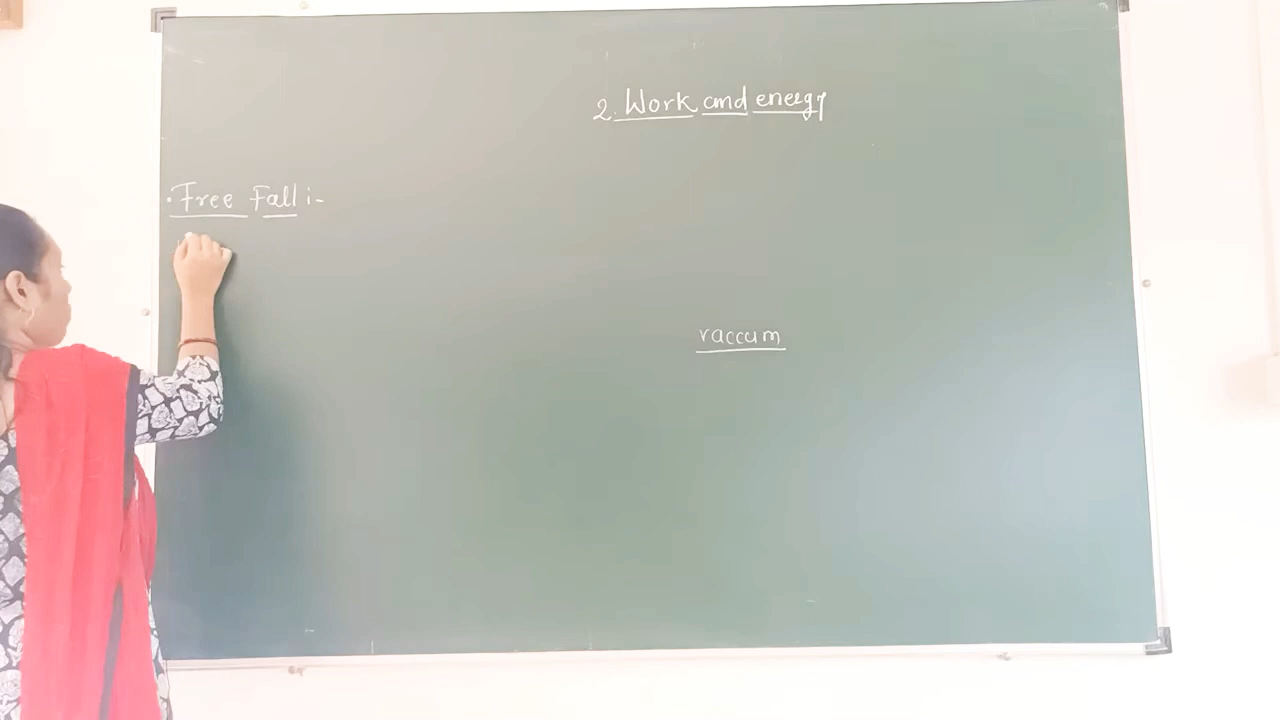 2. Work and energy
• Free Fall :-
vaccum